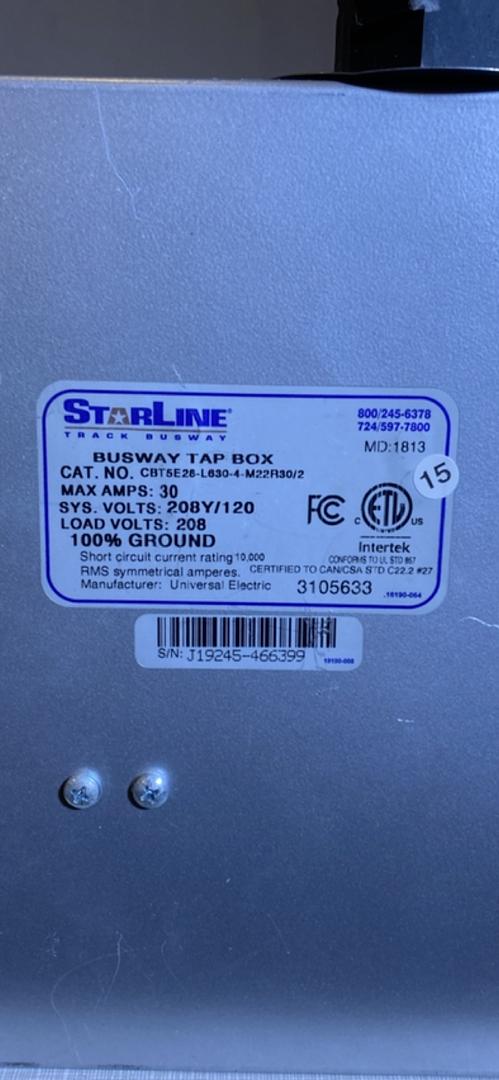 STARLINE®
TRACK BUSWAY
800/245-6378
724/597-7800
MD:1813
BUSWAY TAP BOX
CAT. NO. CBT5E26-L630-4-M22R30/2
MAX AMPS: 30
SYS. VOLTS: 208Y/120
LOAD VOLTS: 208
100% GROUND
15
FC
ETL
C US
Intertek
Short circuit current rating 10,000
RMS symmetrical amperes.
CONFORMS TO UL STD 857
CERTIFIED TO CAN/CSA STD C22.2 #27
Manufacturer: Universal Electric
3105633
.18190-064
S/N: J19245-466399